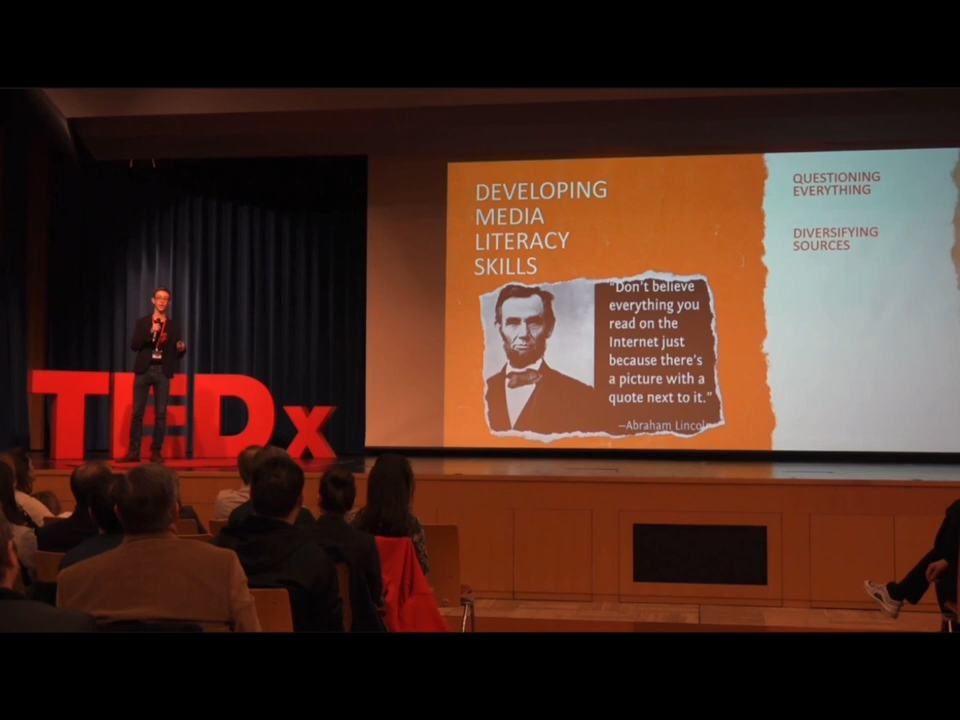 TEDx
DEVELOPING
MEDIA
LITERACY
SKILLS
"Don't believe
everything you
read on the
Internet just
because there's
a picture with a
quote next to it."
—Abraham Lincoln
QUESTIONING
EVERYTHING
DIVERSIFYING
SOURCES